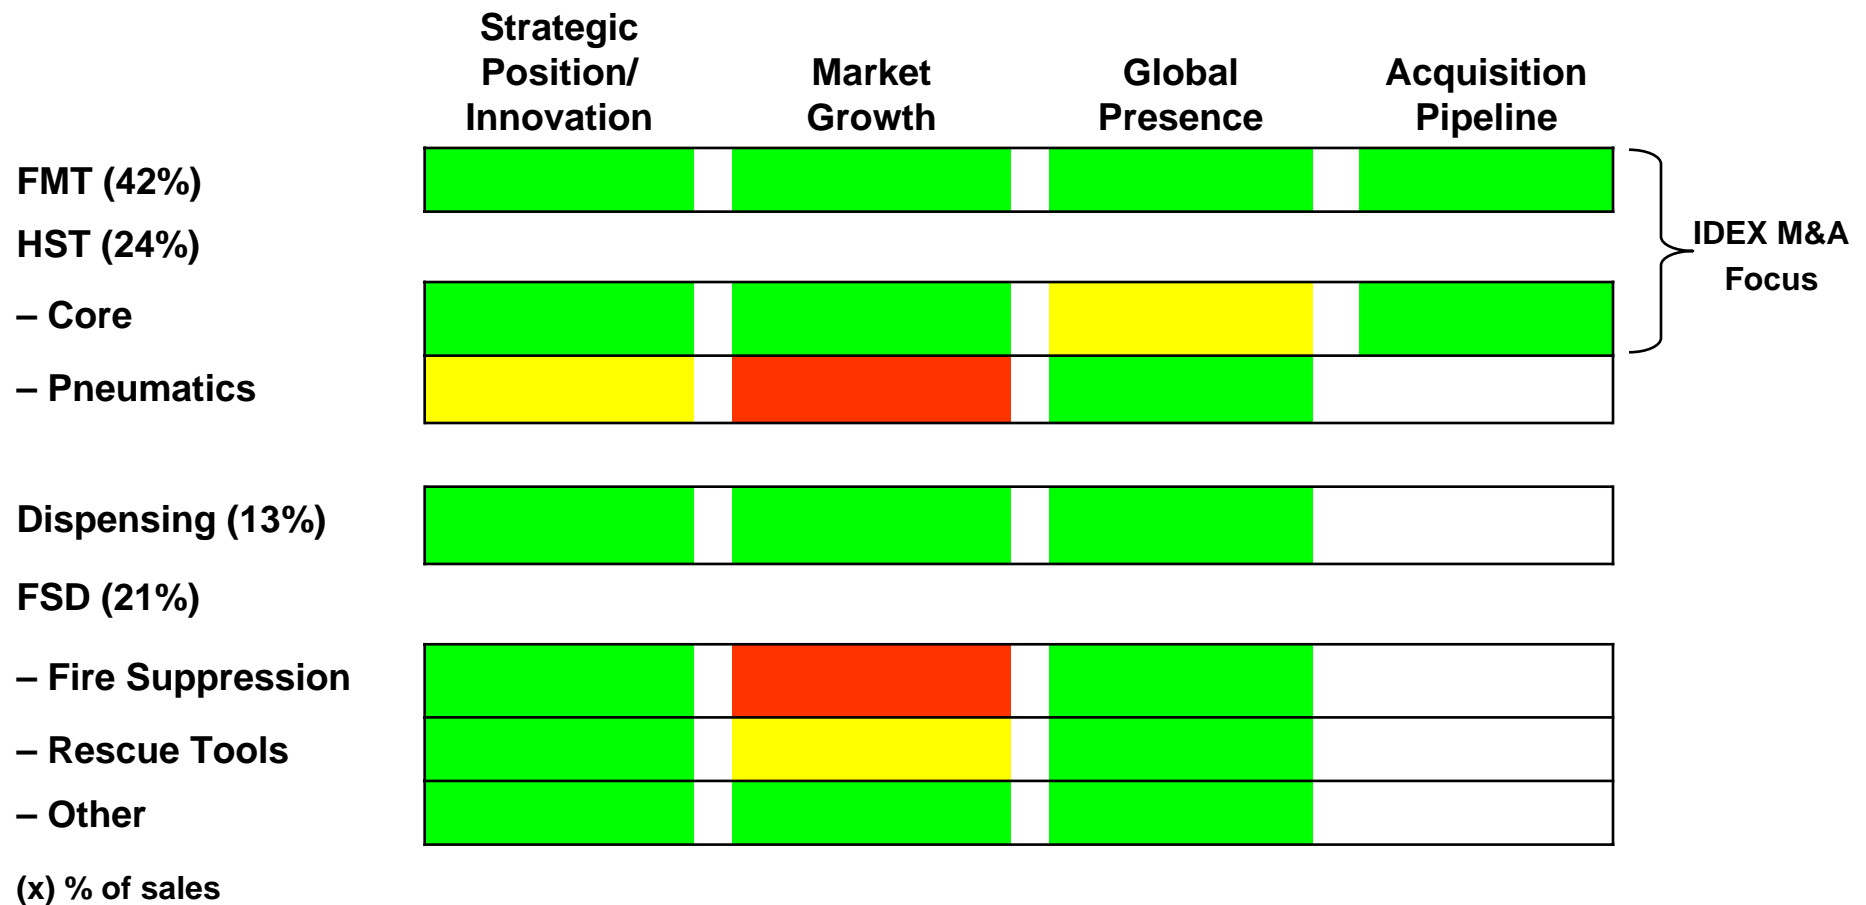 Strategic
Position/
Innovation
Market
Growth
Global
Presence
Acquisition
Pipeline
FMT (42%)
HST (24%)
– Core
– Pneumatics
IDEX M&A
Focus
Dispensing (13%)
FSD (21%)
– Fire Suppression
– Rescue Tools
– Other
(x) % of sales